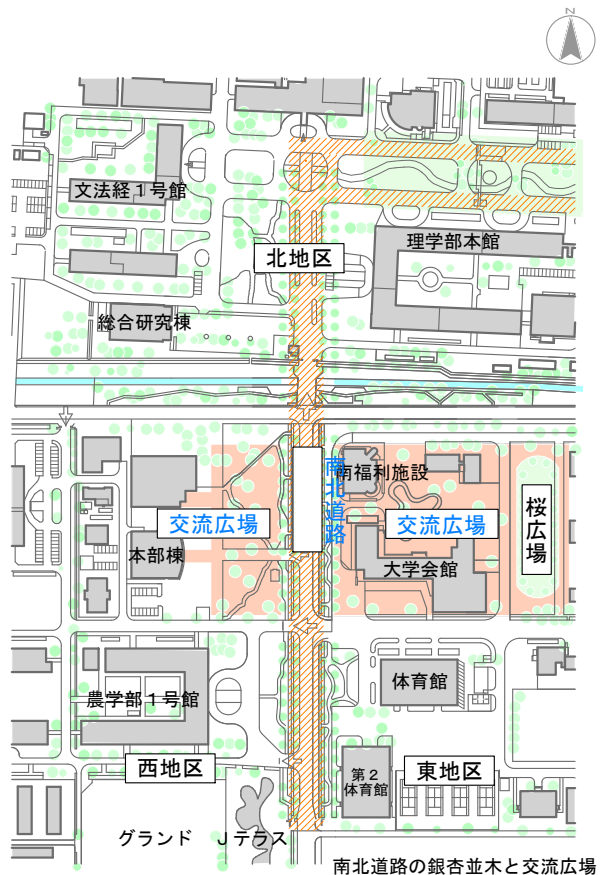 N
文法経１号館
理学部本館
北地区
総合研究棟
南福利施設
南北道路
交流広場
交流広場
桜広場
本部棟
大学会館
体育館
農学部１号館
西地区
第２
体育館
東地区
グランド　Ｊテラス
南北道路の銀杏並木と交流広場